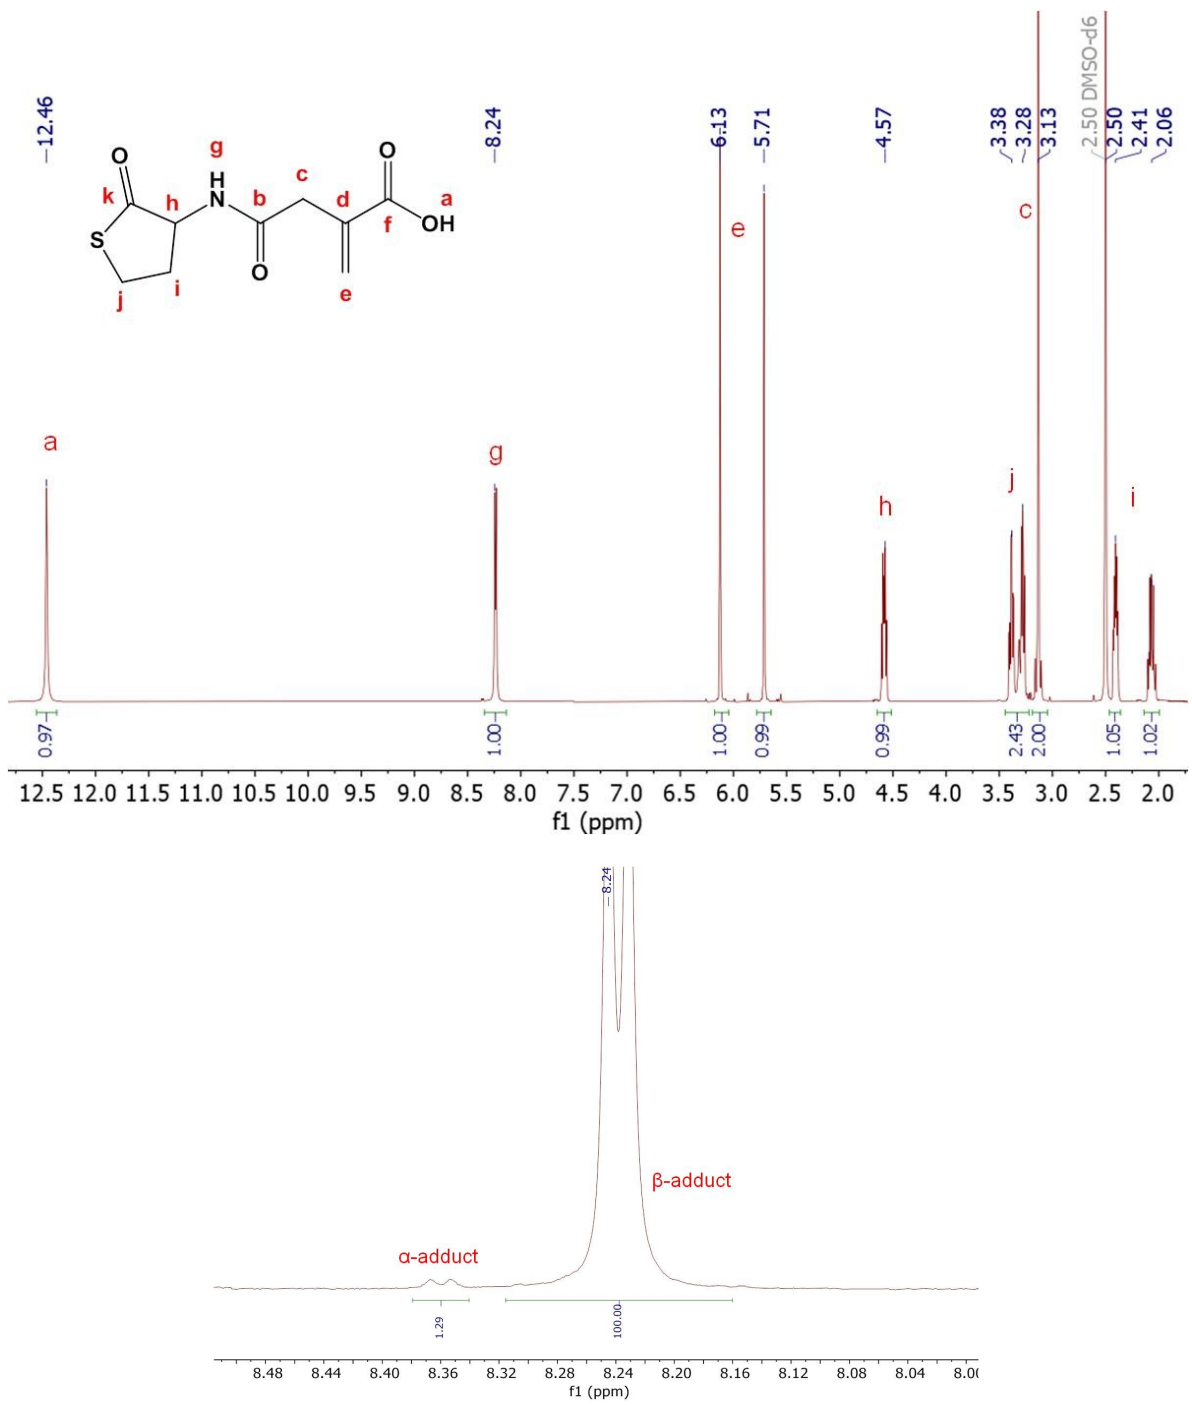 —12.46
—8.24
6.13
—5.71
—4.57
3.38
3.28
3.13
2.50 DMSO-d6
2.50
2.41
2.06
O
g
H
N
k
h
b
c
d
O
a
f
OH
S
i
j
O
e
e
c
a
g
h
j
i
0.97
1.00
1.00
0.99
0.99
2.43
2.00
1.05
1.02
12.5 12.0 11.5 11.0 10.5 10.0 9.5 9.0 8.5 8.0 7.5 7.0 6.5 6.0 5.5 5.0 4.5 4.0 3.5 3.0 2.5 2.0
f1 (ppm)
—8.24
β-adduct
α-adduct
1.29
100.00
8.48 8.44 8.40 8.36 8.32 8.28 8.24 8.20 8.16 8.12 8.08 8.04 8.00
f1 (ppm)